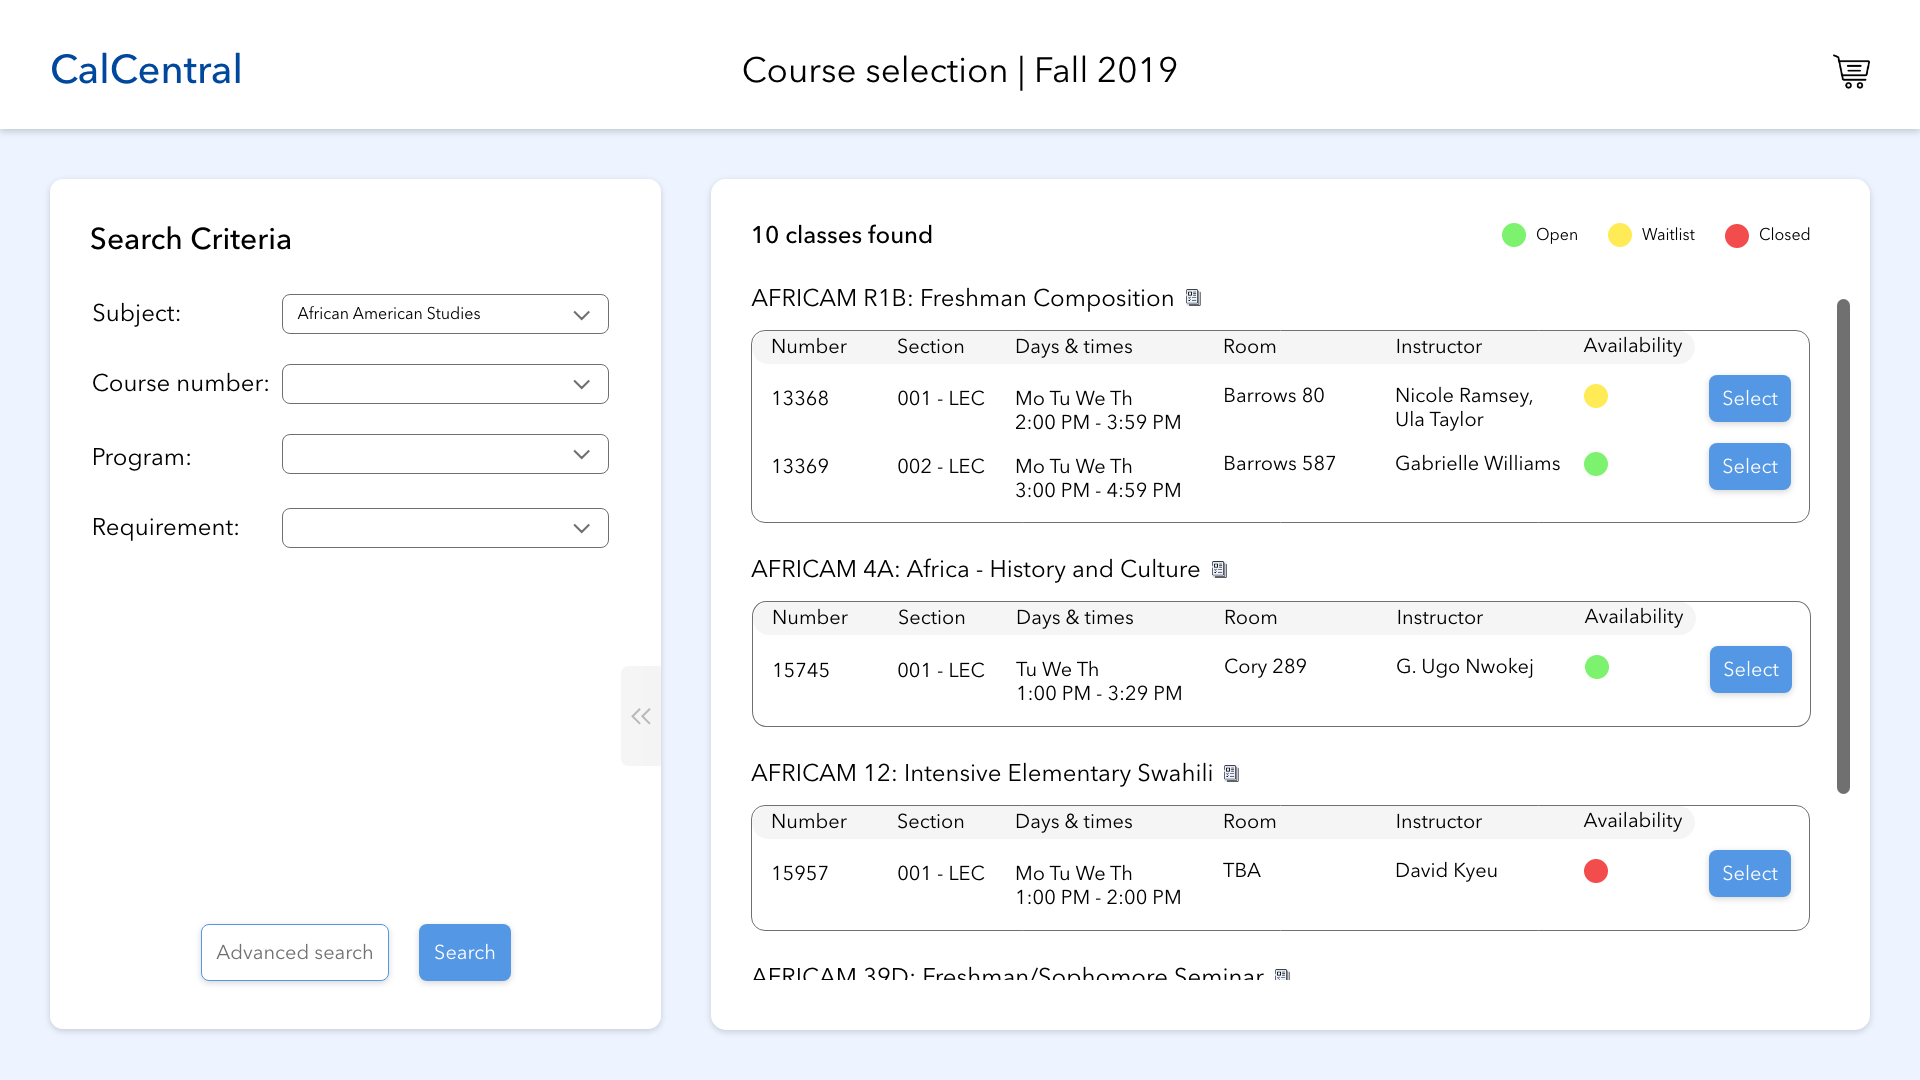 CalCentral
Course selection | Fall 2019
Search Criteria
Subject:
African American Studies
Course number:
Program:
Requirement:
Advanced search
Search
10 classes found
Open
Waitlist
Closed
AFRICAM R1B: Freshman Composition
Number Section Days & times Room Instructor Availability
13368 001 - LEC Mo Tu We Th Barrows 80 Nicole Ramsey, Select
2:00 PM - 3:59 PM Ula Taylor
13369 002 - LEC Mo Tu We Th Barrows 587 Gabrielle Williams Select
3:00 PM - 4:59 PM
AFRICAM 4A: Africa - History and Culture
Number Section Days & times Room Instructor Availability
15745 001 - LEC Tu We Th Cory 289 G. Ugo Nwokej Select
1:00 PM - 3:29 PM
AFRICAM 12: Intensive Elementary Swahili
Number Section Days & times Room Instructor Availability
15957 001 - LEC Mo Tu We Th TBA David Kyeu Select
1:00 PM - 2:00 PM
AFRICAM 39D: Freshman/Sophomore Seminar